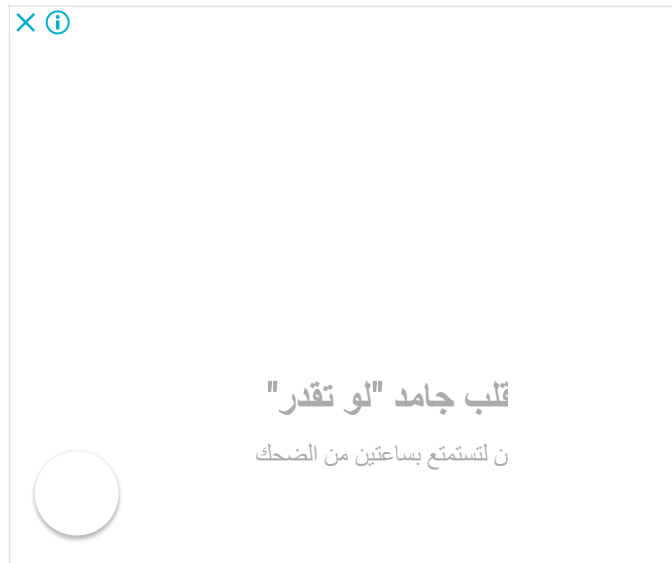 قلب جامد "لو تقدر"
لتستمتع بساعتين من الضحك